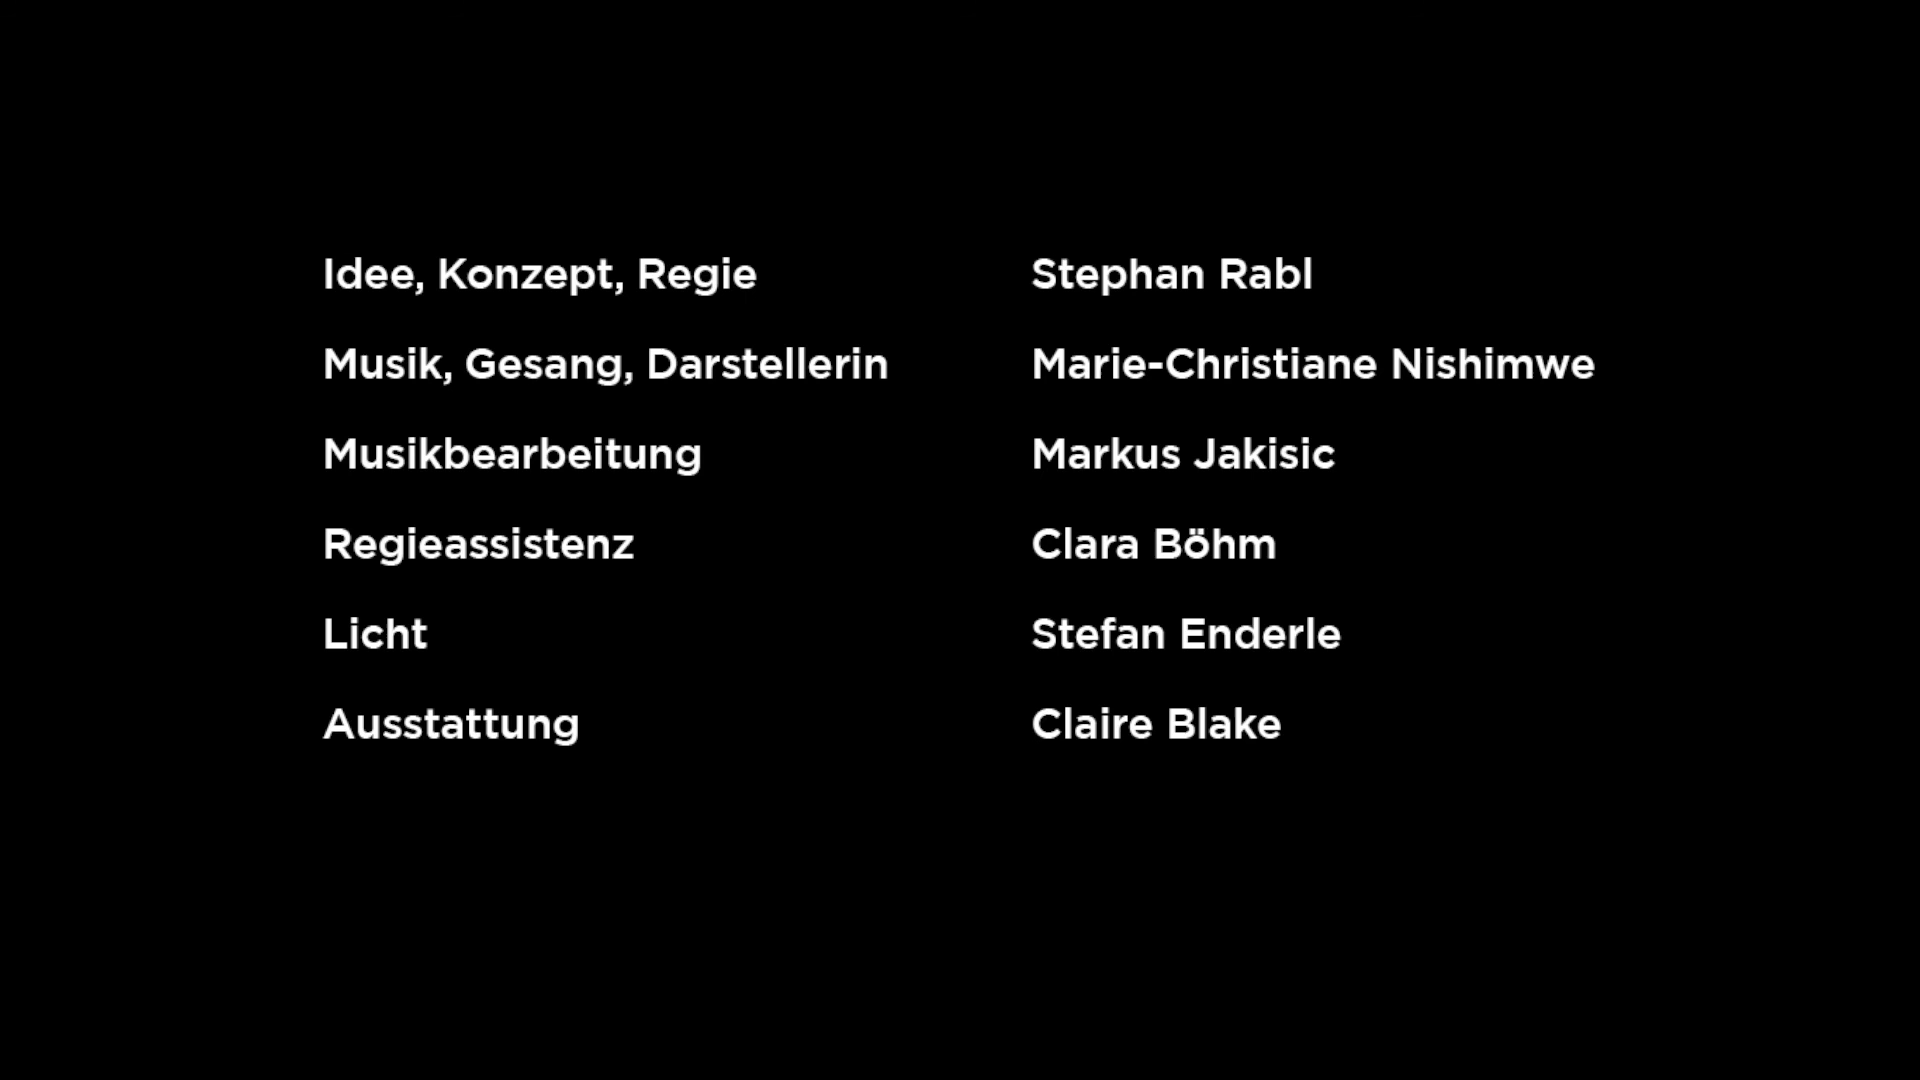 Idee, Konzept, Regie Stephan Rabl
Musik, Gesang, Darstellerin Marie-Christiane Nishimwe
Musikbearbeitung Markus Jakisic
Regieassistenz Clara Böhm
Licht Stefan Enderle
Ausstattung Claire Blake